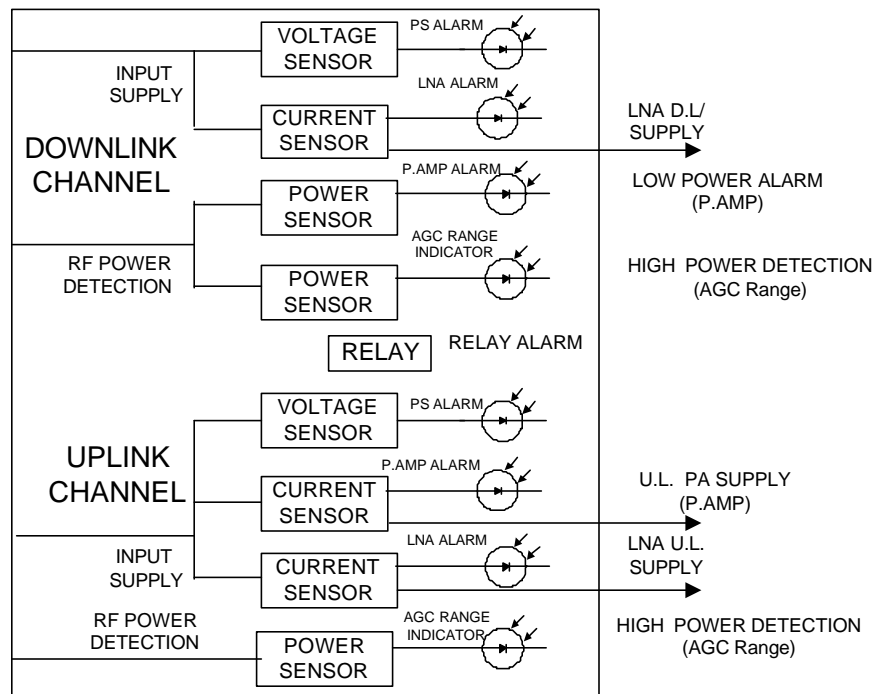 PS ALARM
VOLTAGE
SENSOR
INPUT
SUPPLY
LNA ALARM
CURRENT
SENSOR
LNA D.L/
SUPPLY
DOWNLINK
CHANNEL
P.AMP ALARM
POWER
SENSOR
LOW POWER ALARM
(P.AMP)
RF POWER
DETECTION
AGC RANGE
INDICATOR
POWER
SENSOR
HIGH POWER DETECTION
(AGC Range)
RELAY
RELAY ALARM
VOLTAGE
SENSOR
PS ALARM
UPLINK
CHANNEL
P.AMP ALARM
CURRENT
SENSOR
U.L. PA SUPPLY
(P.AMP)
INPUT
SUPPLY
LNA ALARM
CURRENT
SENSOR
LNA U.L.
SUPPLY
RF POWER
DETECTION
AGC RANGE
INDICATOR
POWER
SENSOR
HIGH POWER DETECTION
(AGC Range)